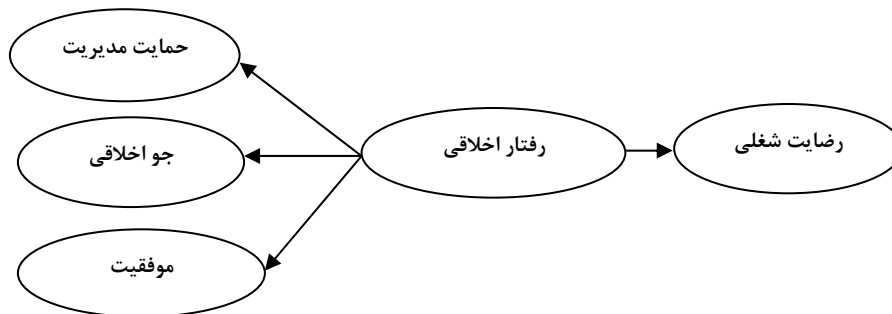 حمایت مدیریت
جو اخلاقی
رفتار اخلاقی
رضایت شغلی
موفقیت